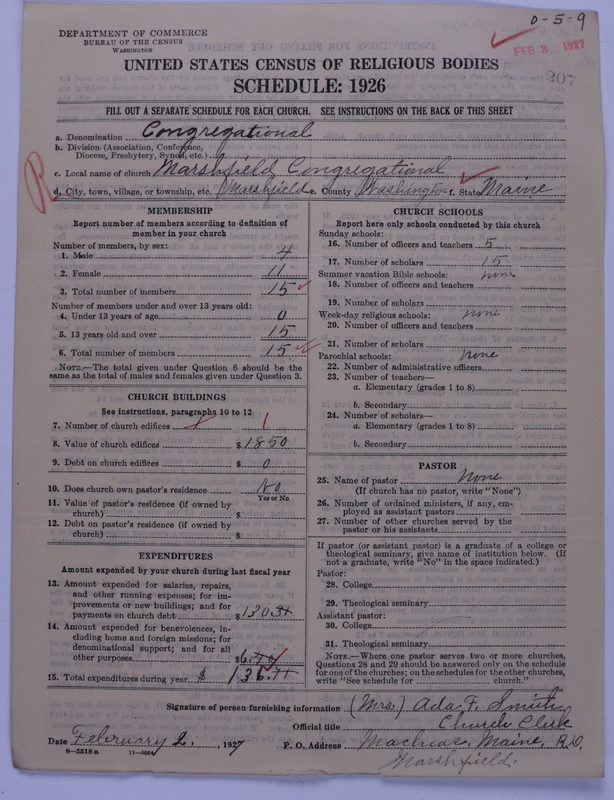 0-5-9
DEPARTMENT OF COMMERCE
BUREAU OF THE CENSUS
WASHINGTON
FEB 3 1927
207
UNITED STATES CENSUS OF RELIGIOUS BODIES
SCHEDULE: 1926
FILL OUT A SEPARATE SCHEDULE FOR EACH CHURCH. SEE INSTRUCTIONS ON THE BACK OF THIS SHEET
a. Denomination Congregational
b. Division (Association, Conference,
Diocese, Presbytery, Synod, etc.)
c. Local name of church Marshfield Congregational
d. City, town, village, or township, etc. Marshfield e. County Washington f. State Maine
MEMBERSHIP
Report number of members according to definition of
member in your church
Number of members, by sex:
1. Male 4
2. Female 11
3. Total number of members 15
Number of members under and over 13 years old:
4. Under 13 years of age 0
5. 13 years old and over 15
6. Total number of members 15
NOTE.—The total given under Question 6 should be the
same as the total of males and females given under Question 3.
CHURCH BUILDINGS
See instructions, paragraphs 10 to 12
7. Number of church edifices 1
8. Value of church edifices $1850
9. Debt on church edifices $ 0
10. Does church own pastor's residence No
Yes or No
11. Value of pastor's residence (if owned by
church) $
12. Debt on pastor's residence (if owned by
church) $
EXPENDITURES
Amount expended by your church during last fiscal year
13. Amount expended for salaries, repairs,
and other running expenses; for im-
provements or new buildings; and for
payments on church debt $130
14. Amount expended for benevolences, in-
cluding home and foreign missions; for
denominational support; and for all
other purposes $6
15. Total expenditures during year $ 136
CHURCH SCHOOLS
Report here only schools conducted by this church
Sunday schools:
16. Number of officers and teachers 5
17. Number of scholars 15
Summer vacation Bible schools: none
18. Number of officers and teachers
19. Number of scholars
Week-day religious schools: none
20. Number of officers and teachers
21. Number of scholars
Parochial schools: none
22. Number of administrative officers
23. Number of teachers—
a. Elementary (grades 1 to 8)
b. Secondary
24. Number of scholars—
a. Elementary (grades 1 to 8)
b. Secondary
PASTOR
25. Name of pastor None
(If church has no pastor, write "None")
26. Number of ordained ministers, if any, em-
ployed as assistant pastors
27. Number of other churches served by the
pastor or his assistants
If pastor (or assistant pastor) is a graduate of a college or
theological seminary, give name of institution below. (If
not a graduate, write "No" in the space indicated.)
Pastor:
28. College
29. Theological seminary
Assistant pastor:
30. College
31. Theological seminary
NOTE.—Where one pastor serves two or more churches,
Questions 28 and 29 should be answered only on the schedule
for one of the churches; on the schedules for the other churches,
write "See schedule for church."
Signature of person furnishing information (Mrs.) Ada F. Smith
Official title Church Clerk
Date February 2, 1927 P. O. Address Machias, Maine, R.D.
Marshfield.
8-5318a